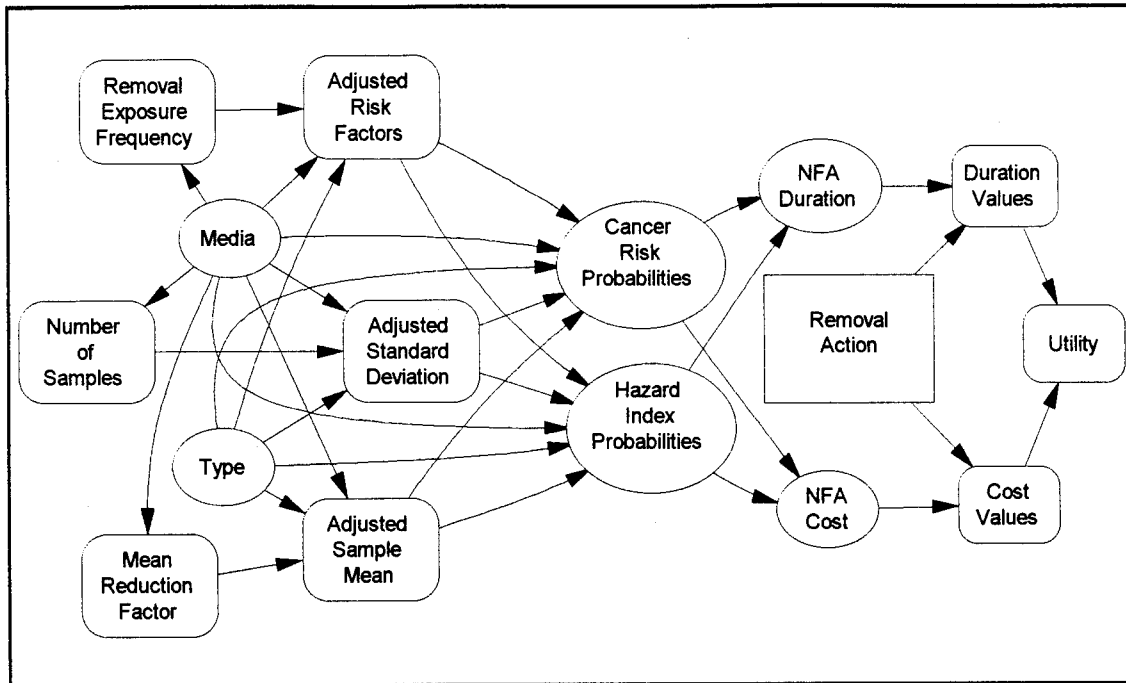 Removal
Exposure
Frequency
Adjusted
Risk
Factors
NFA
Duration
Duration
Values
Media
Cancer
Risk
Probabilities
Number
of
Samples
Adjusted
Standard
Deviation
Removal
Action
Utility
Hazard
Index
Probabilities
Type
NFA
Cost
Cost
Values
Adjusted
Sample
Mean
Mean
Reduction
Factor